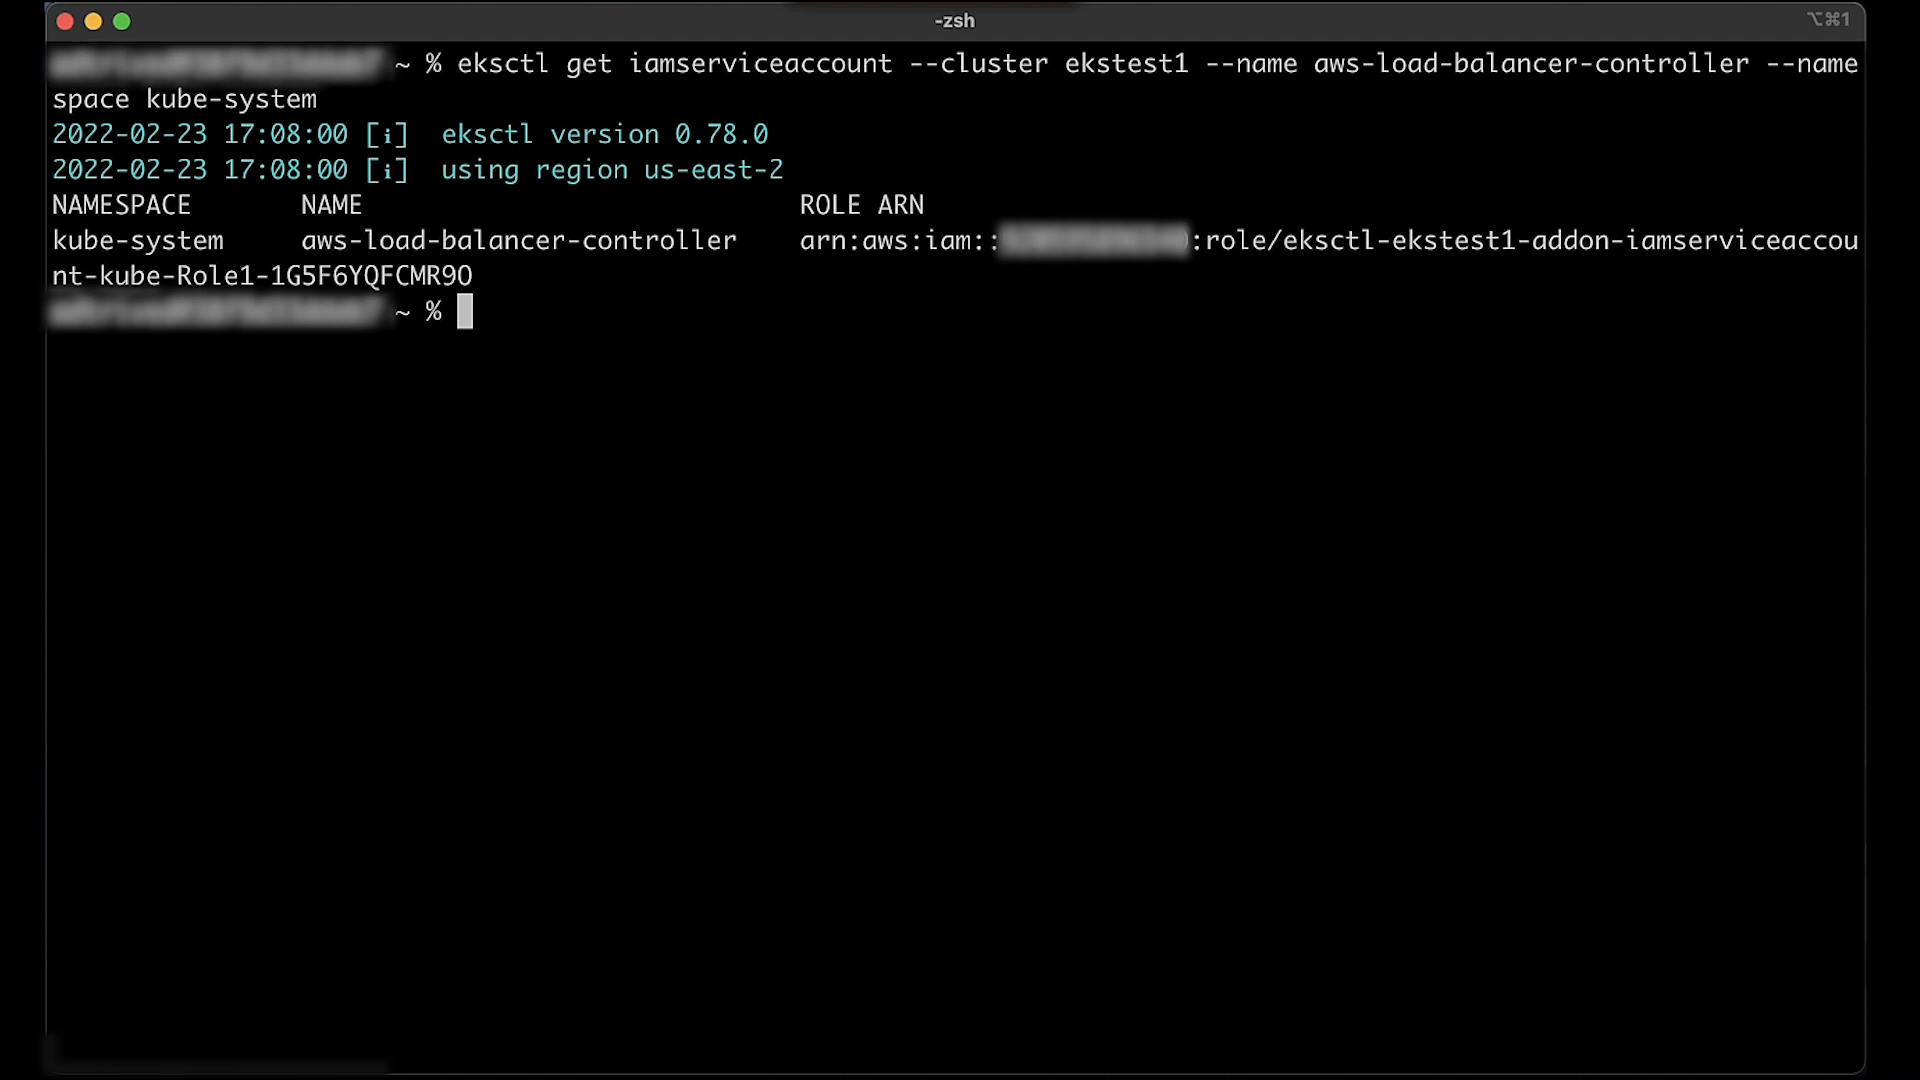 -zsh
⌥⌘1
~ % eksctl get iamserviceaccount --cluster ekstest1 --name aws-load-balancer-controller --name
space kube-system
2022-02-23 17:08:00 [ℹ]  eksctl version 0.78.0
2022-02-23 17:08:00 [ℹ]  using region us-east-2
NAMESPACE       NAME                            ROLE ARN
kube-system     aws-load-balancer-controller    arn:aws:iam:: :role/eksctl-ekstest1-addon-iamserviceaccou
nt-kube-Role1-1G5F6YQFCMR9O
~ %